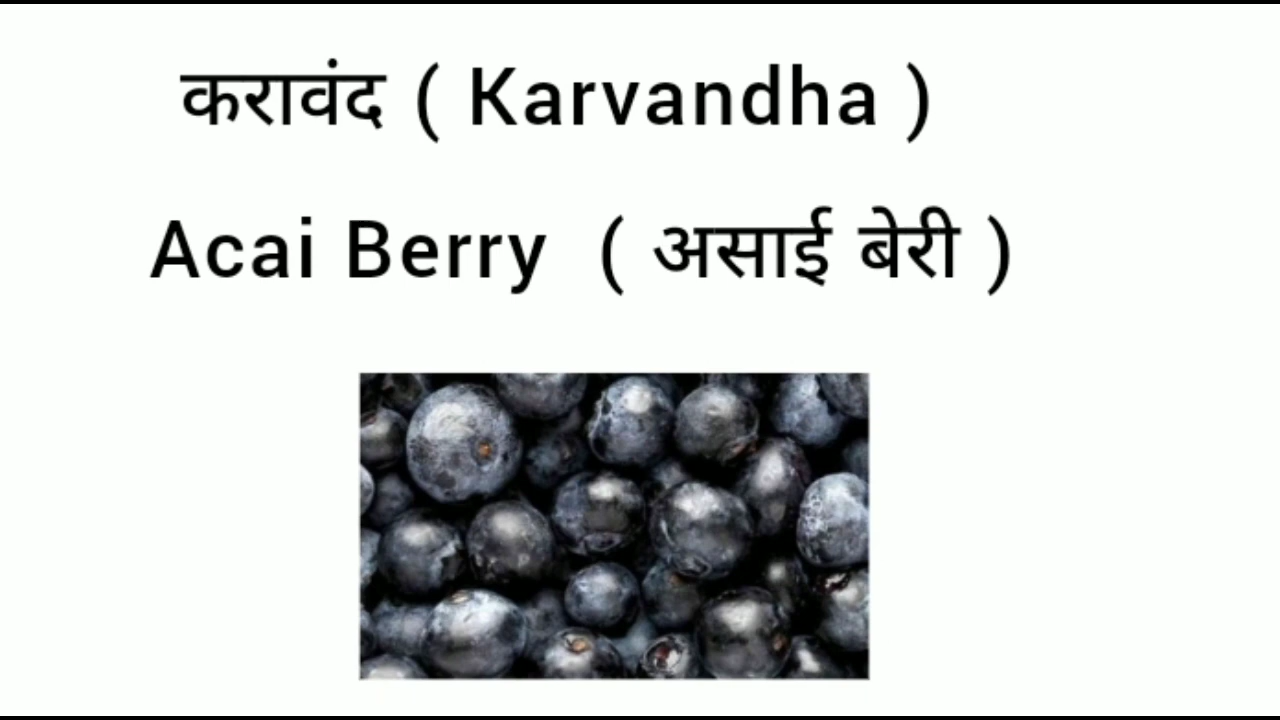 करावंद ( Karvandha )
Acai Berry ( असाई बेरी )